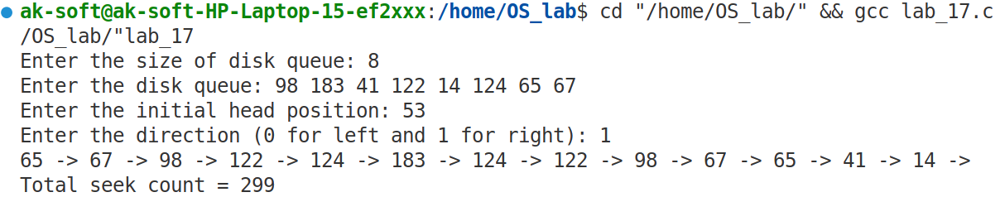 ak-soft@ak-soft-HP-Laptop-15-ef2xxx:/home/OS_lab$ cd "/home/OS_lab/" && gcc lab_17.c
/OS_lab/"lab_17
Enter the size of disk queue: 8
Enter the disk queue: 98 183 41 122 14 124 65 67
Enter the initial head position: 53
Enter the direction (0 for left and 1 for right): 1
65 -> 67 -> 98 -> 122 -> 124 -> 183 -> 124 -> 122 -> 98 -> 67 -> 65 -> 41 -> 14 ->
Total seek count = 299